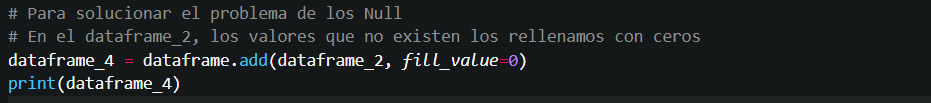 # Para solucionar el problema de los Null
# En el dataframe_2, los valores que no existen los rellenamos con ceros
dataframe_4 = dataframe.add(dataframe_2, fill_value=0)
print(dataframe_4)